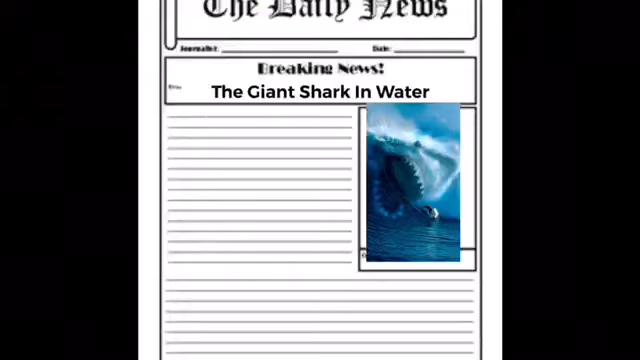 The Daily News
Journalist: Date:
Breaking News!
The Giant Shark In Water